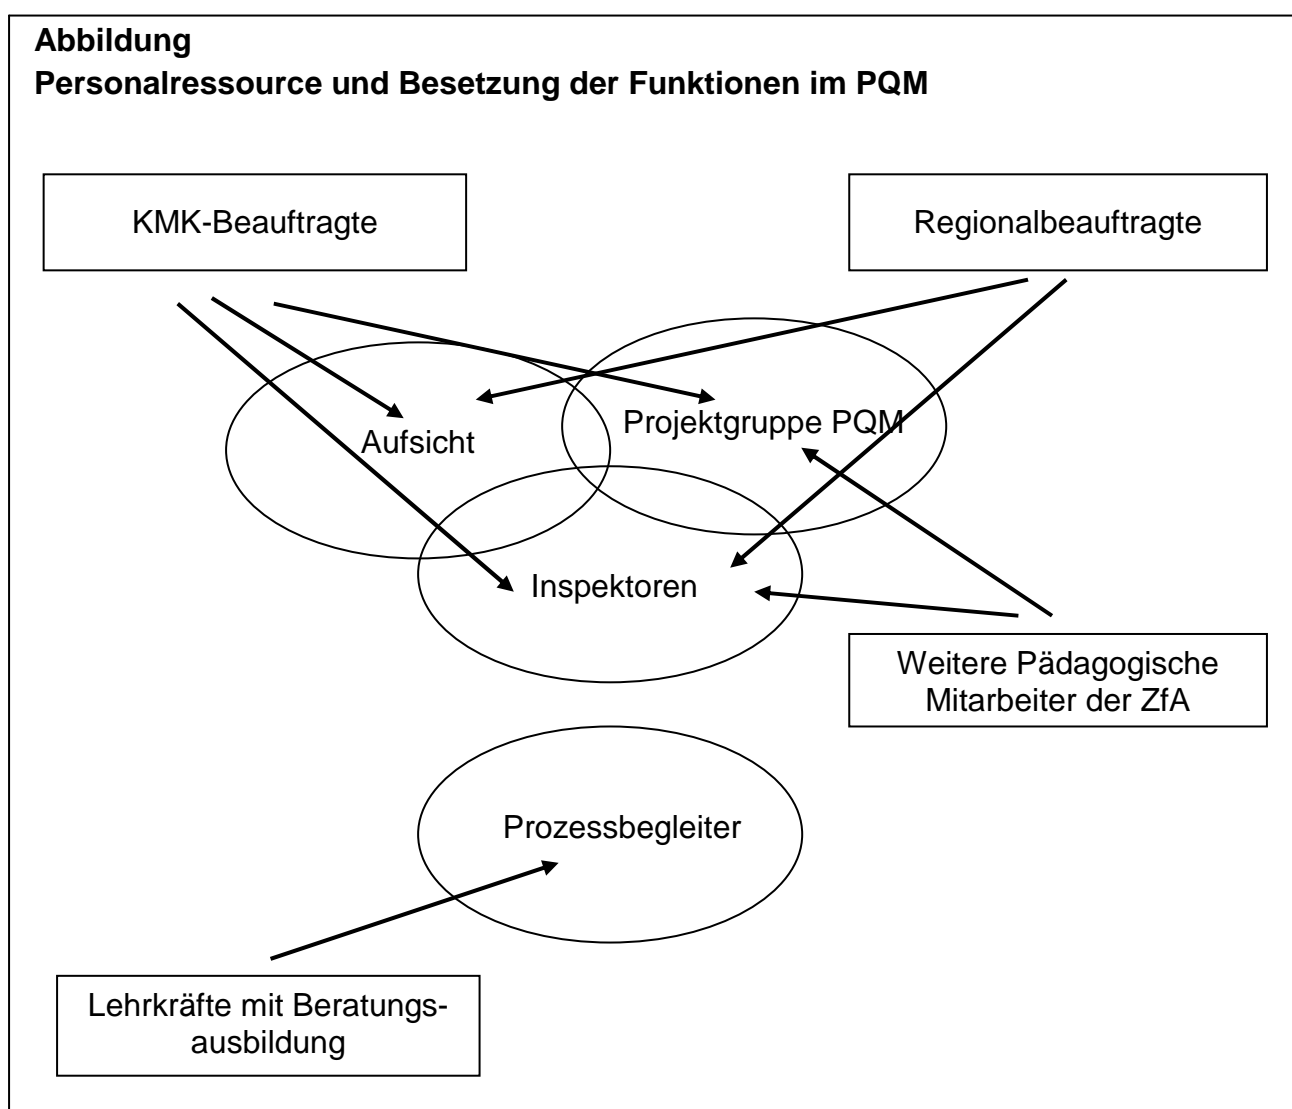 Abbildung
Personalressource und Besetzung der Funktionen im PQM
KMK-Beauftragte
Regionalbeauftragte
Aufsicht
Projektgruppe PQM
Inspektoren
Weitere Pädagogische
Mitarbeiter der ZfA
Prozessbegleiter
Lehrkräfte mit Beratungs-
ausbildung